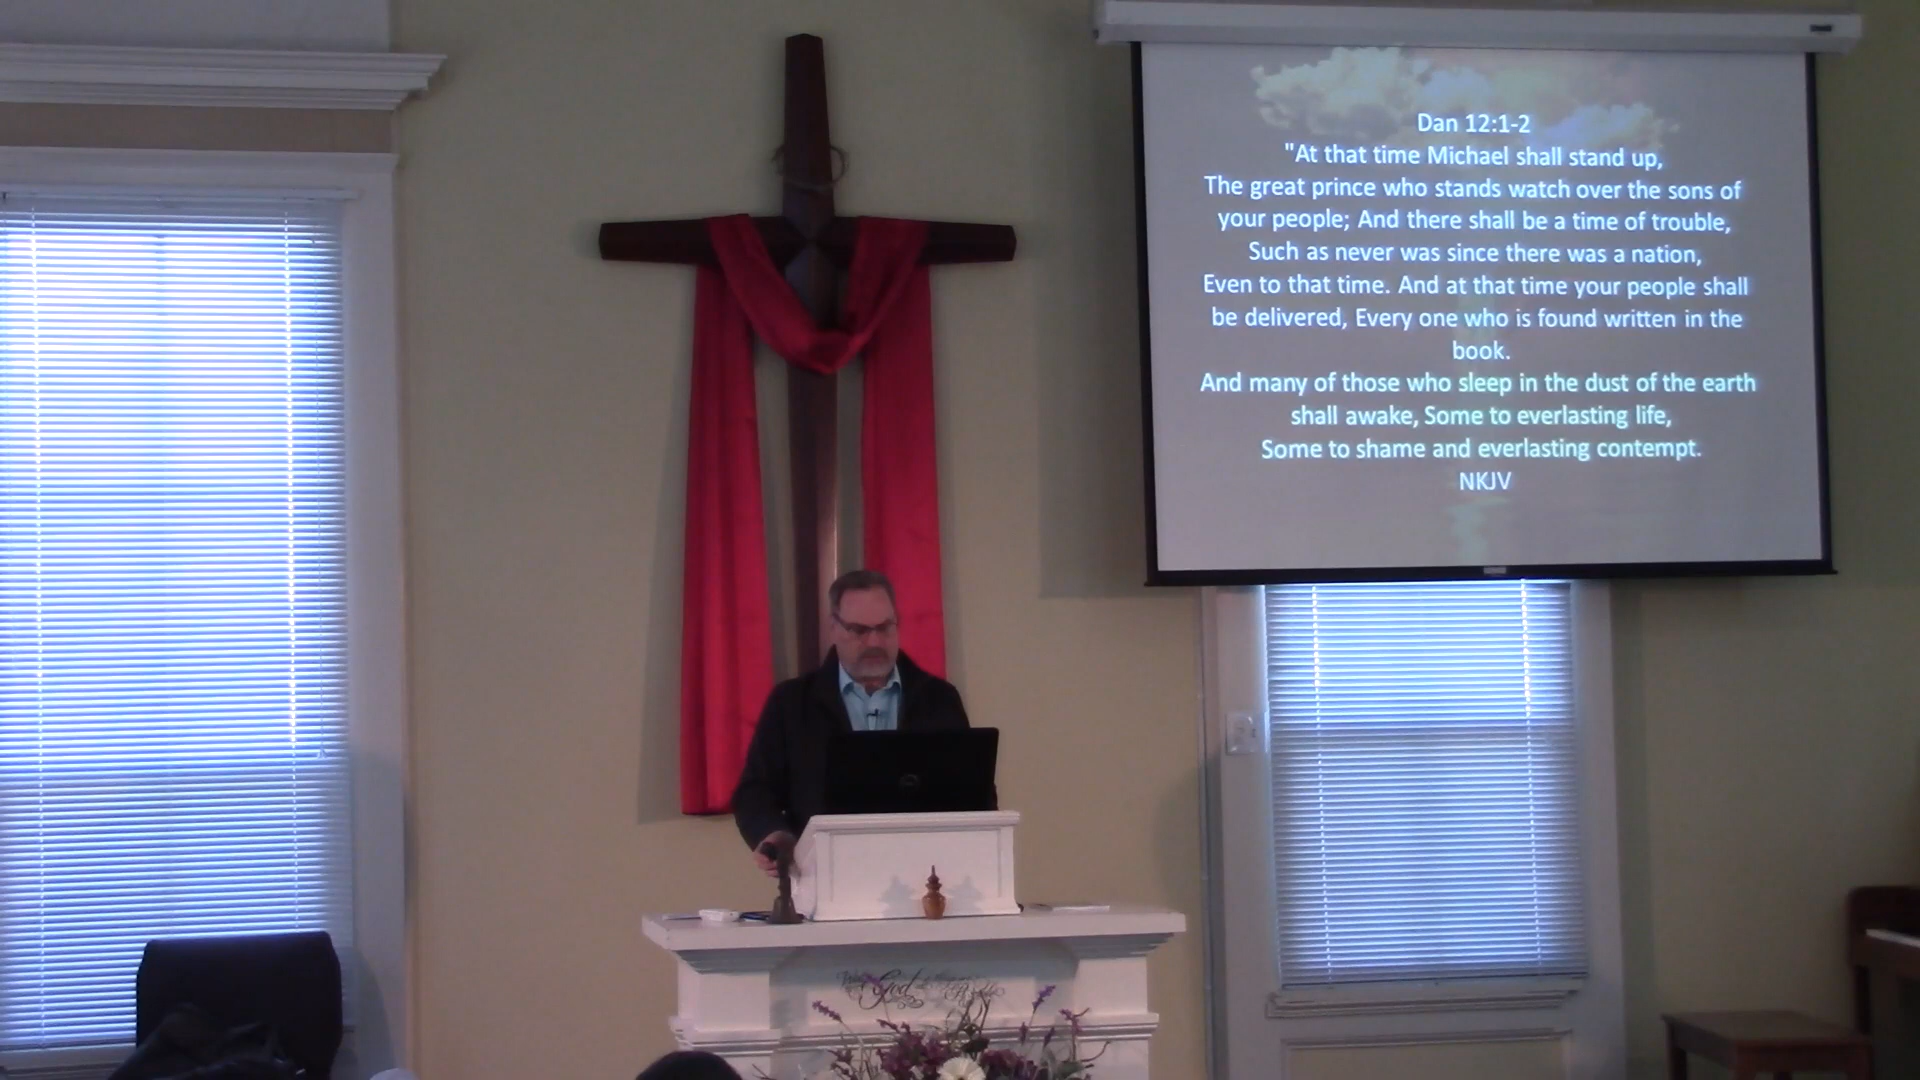 Dan 12:1-2
"At that time Michael shall stand up,
The great prince who stands watch over the sons of
your people; And there shall be a time of trouble,
Such as never was since there was a nation,
Even to that time. And at that time your people shall
be delivered, Every one who is found written in the
book.
And many of those who sleep in the dust of the earth
shall awake, Some to everlasting life,
Some to shame and everlasting contempt.
NKJV
With God